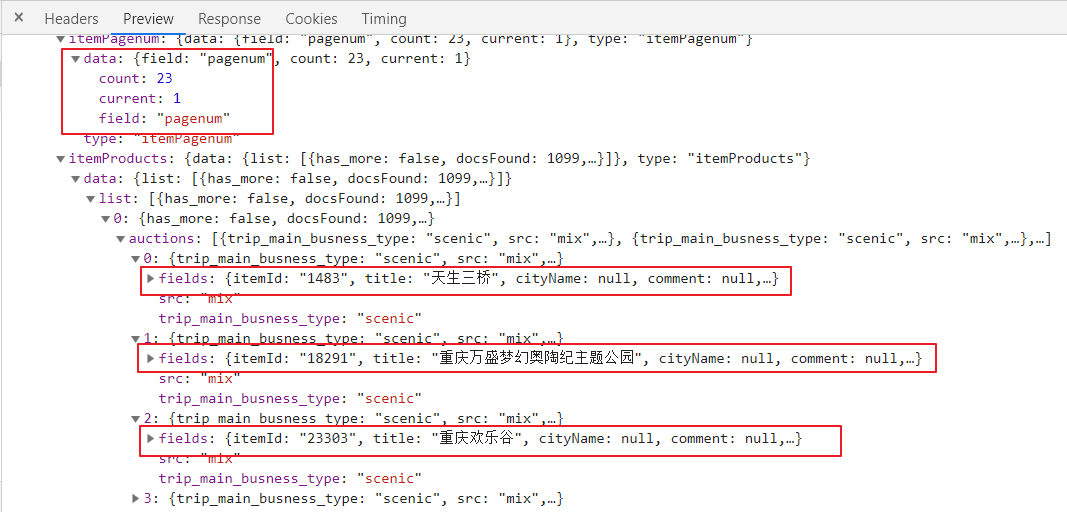 × Headers Preview Response Cookies Timing
▼itemPagenum: {data: {field: "pagenum", count: 23, current: 1}, type: "itemPagenum"}
▼data: {field: "pagenum", count: 23, current: 1}
count: 23
current: 1
field: "pagenum"
type: "itemPagenum"
▼itemProducts: {data: {list: [{has_more: false, docsFound: 1099,…}]}, type: "itemProducts"}
▼data: {list: [{has_more: false, docsFound: 1099,…}]}
▼list: [{has_more: false, docsFound: 1099,…}]
▼0: {has_more: false, docsFound: 1099,…}
▼auctions: [{trip_main_busness_type: "scenic", src: "mix",…}, {trip_main_busness_type: "scenic", src: "mix",…},…]
▼0: {trip_main_busness_type: "scenic", src: "mix",…}
▶fields: {itemId: "1483", title: "天生三桥", cityName: null, comment: null,…}
src: "mix"
trip_main_busness_type: "scenic"
▼1: {trip_main_busness_type: "scenic", src: "mix",…}
▶fields: {itemId: "18291", title: "重庆万盛梦幻奥陶纪主题公园", cityName: null, comment: null,…}
src: "mix"
trip_main_busness_type: "scenic"
▼2: {trip_main_busness_type: "scenic", src: "mix",…}
▶fields: {itemId: "23303", title: "重庆欢乐谷", cityName: null, comment: null,…}
src: "mix"
trip_main_busness_type: "scenic"
▶3: {trip_main_busness_type: "scenic", src: "mix",…}